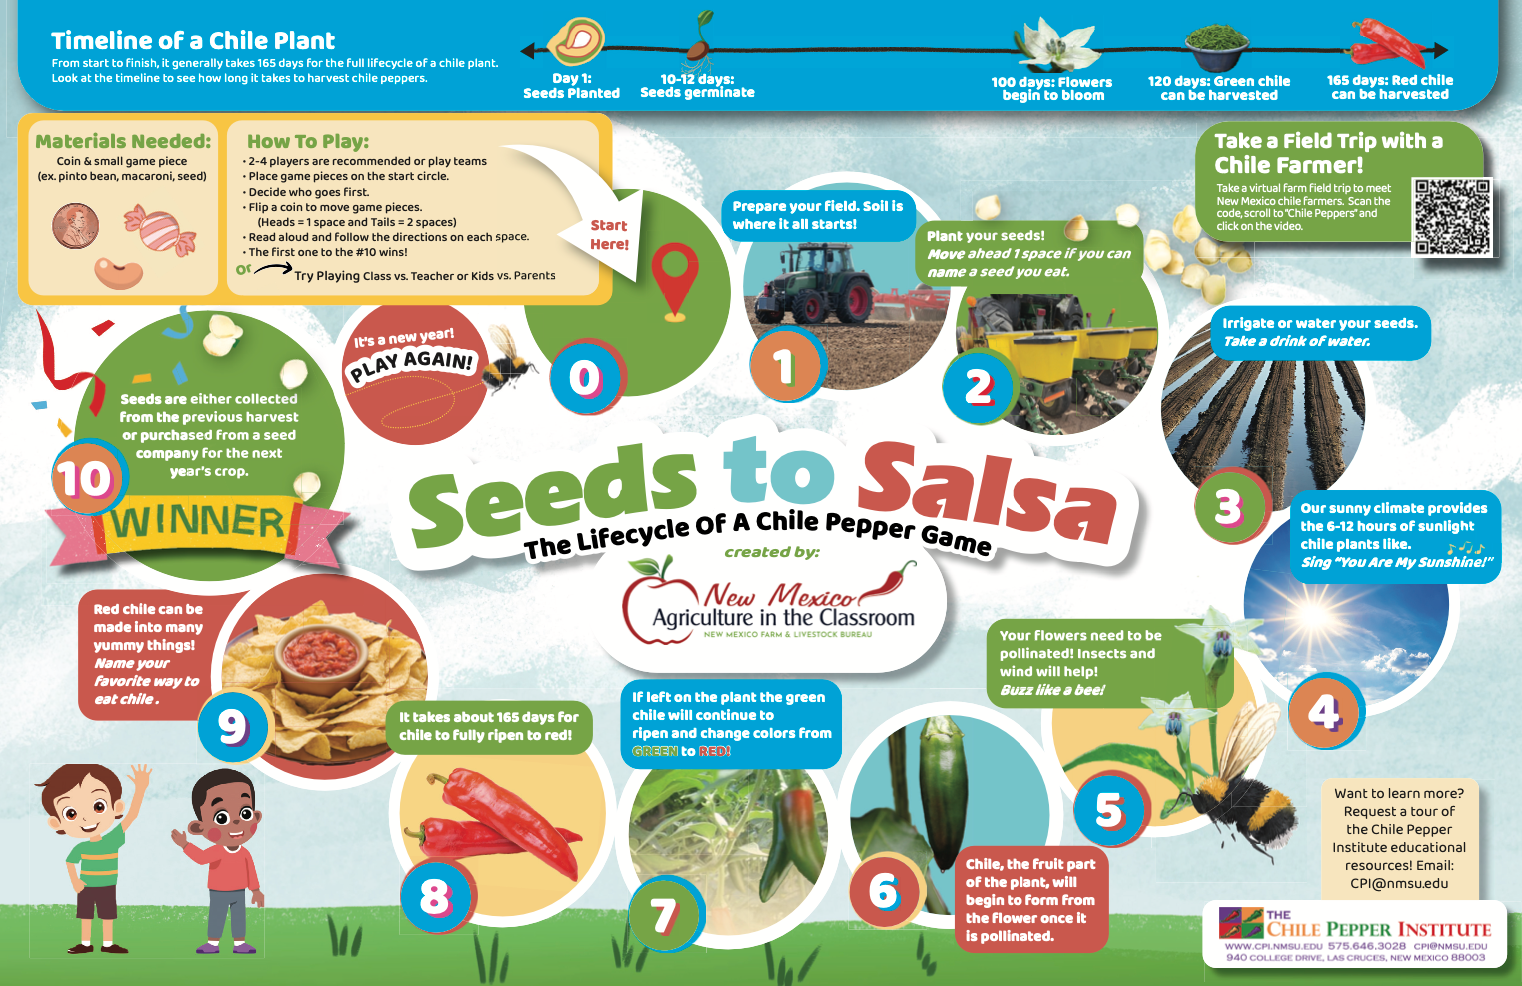 Timeline of a Chile Plant
From start to finish, it generally takes 165 days for the full lifecycle of a chile plant.
Look at the timeline to see how long it takes to harvest chile peppers.
Day 1:
Seeds Planted
10-12 days:
Seeds germinate
100 days: Flowers
begin to bloom
120 days: Green chile
can be harvested
165 days: Red chile
can be harvested
Materials Needed:
Coin & small game piece
(ex. pinto bean, macaroni, seed)
How To Play:
• 2-4 players are recommended or play teams
• Place game pieces on the start circle.
• Decide who goes first.
• Flip a coin to move game pieces.
(Heads = 1 space and Tails = 2 spaces)
• Read aloud and follow the directions on each space.
• The first one to the #10 wins!
Or
Try Playing Class vs. Teacher or Kids vs. Parents
Start
Here!
Take a Field Trip with a
Chile Farmer!
Take a virtual farm field trip to meet
New Mexico chile farmers. Scan the
code, scroll to "Chile Peppers" and
click on the video.
0
Prepare your field. Soil is
where it all starts!
1
Plant your seeds!
Move ahead 1 space if you can
name a seed you eat.
2
Irrigate or water your seeds.
Take a drink of water.
3
Our sunny climate provides
the 6-12 hours of sunlight
chile plants like.
Sing "You Are My Sunshine!"
4
Your flowers need to be
pollinated! Insects and
wind will help!
Buzz like a bee!
5
Chile, the fruit part
of the plant, will
begin to form from
the flower once it
is pollinated.
6
If left on the plant the green
chile will continue to
ripen and change colors from
GREEN to RED!
7
It takes about 165 days for
chile to fully ripen to red!
8
Red chile can be
made into many
yummy things!
Name your
favorite way to
eat chile .
9
Seeds are either collected
from the previous harvest
or purchased from a seed
company for the next
year's crop.
10
WINNER
It's a new year!
PLAY AGAIN!
Seeds to Salsa
The Lifecycle Of A Chile Pepper Game
created by:
New Mexico
Agriculture in the Classroom
NEW MEXICO FARM & LIVESTOCK BUREAU
Want to learn more?
Request a tour of
the Chile Pepper
Institute educational
resources! Email:
CPI@nmsu.edu
THE
CHILE PEPPER INSTITUTE
WWW.CPI.NMSU.EDU 575.646.3028 CPI@NMSU.EDU
940 COLLEGE DRIVE, LAS CRUCES, NEW MEXICO 88003